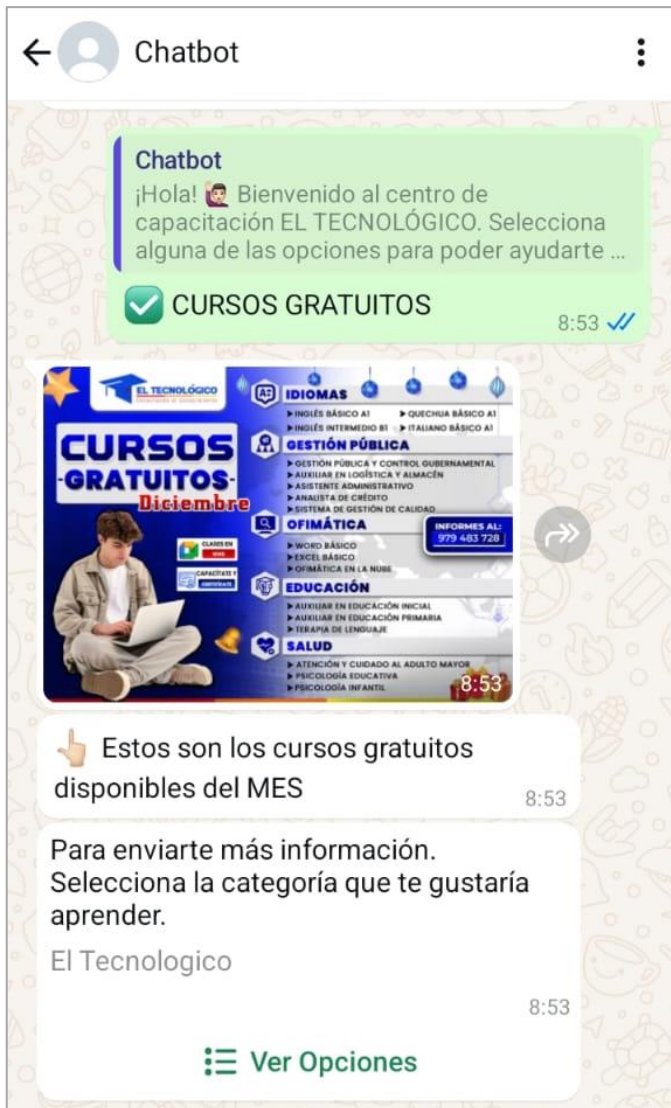 Chatbot
Chatbot
¡Hola! 🙋🏻‍♂️ Bienvenido al centro de
capacitación EL TECNOLÓGICO. Selecciona
alguna de las opciones para poder ayudarte ...
✅ CURSOS GRATUITOS
8:53
EL TECNOLÓGICO
CURSOS
-GRATUITOS-
Diciembre
CLASES EN
VIVO
CAPACÍTATE Y
CERTIFÍCATE
IDIOMAS
▶INGLÉS BÁSICO A1 ▶QUECHUA BÁSICO A1
▶INGLÉS INTERMEDIO B1 ▶ITALIANO BÁSICO A1
GESTIÓN PÚBLICA
▶GESTIÓN PÚBLICA Y CONTROL GUBERNAMENTAL
▶AUXILIAR EN LOGÍSTICA Y ALMACÉN
▶ASISTENTE ADMINISTRATIVO
▶ANALISTA DE CRÉDITO
▶SISTEMA DE GESTIÓN DE CALIDAD
OFIMÁTICA
▶WORD BÁSICO
▶EXCEL BÁSICO
▶OFIMÁTICA EN LA NUBE
INFORMES AL:
979 483 728
EDUCACIÓN
▶AUXILIAR EN EDUCACIÓN INICIAL
▶AUXILIAR EN EDUCACIÓN PRIMARIA
▶TERAPIA DE LENGUAJE
SALUD
▶ATENCIÓN Y CUIDADO AL ADULTO MAYOR
▶PSICOLOGÍA EDUCATIVA
▶PSICOLOGÍA INFANTIL
8:53
👆🏻 Estos son los cursos gratuitos
disponibles del MES
8:53
Para enviarte más información.
Selecciona la categoría que te gustaría
aprender.
El Tecnologico
8:53
Ver Opciones